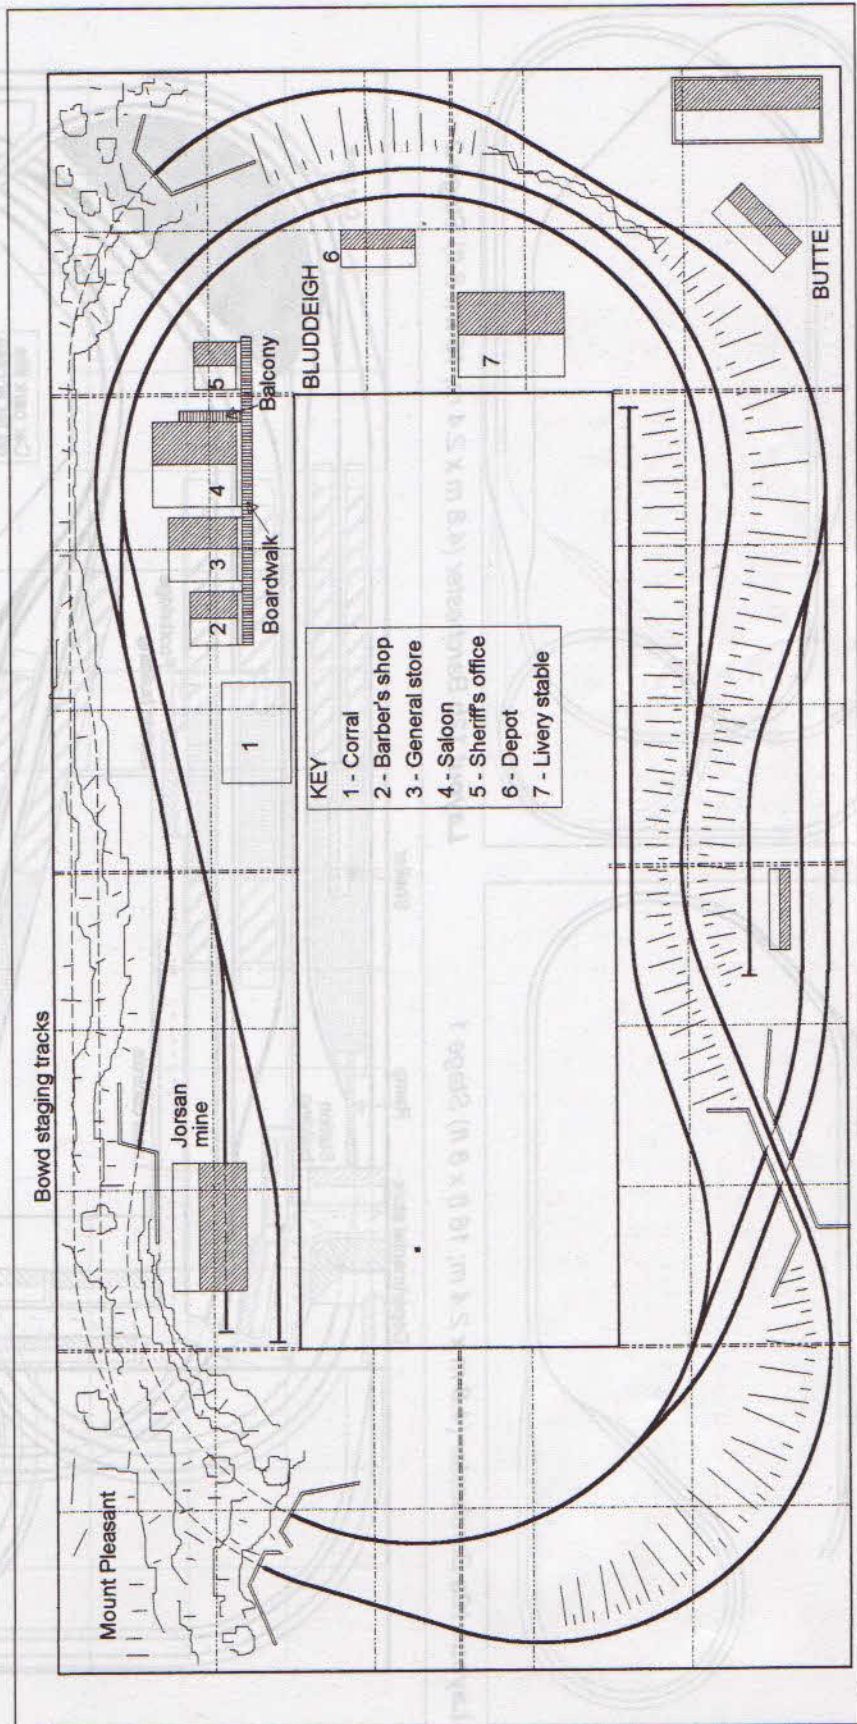 Bowd staging tracks
Mount Pleasant
Jorsan
mine
1
2
3
4
5
Boardwalk
Balcony
BLUDDEIGH
6
7
KEY
1 - Corral
2 - Barber's shop
3 - General store
4 - Saloon
5 - Sheriff's office
6 - Depot
7 - Livery stable
BUTTE